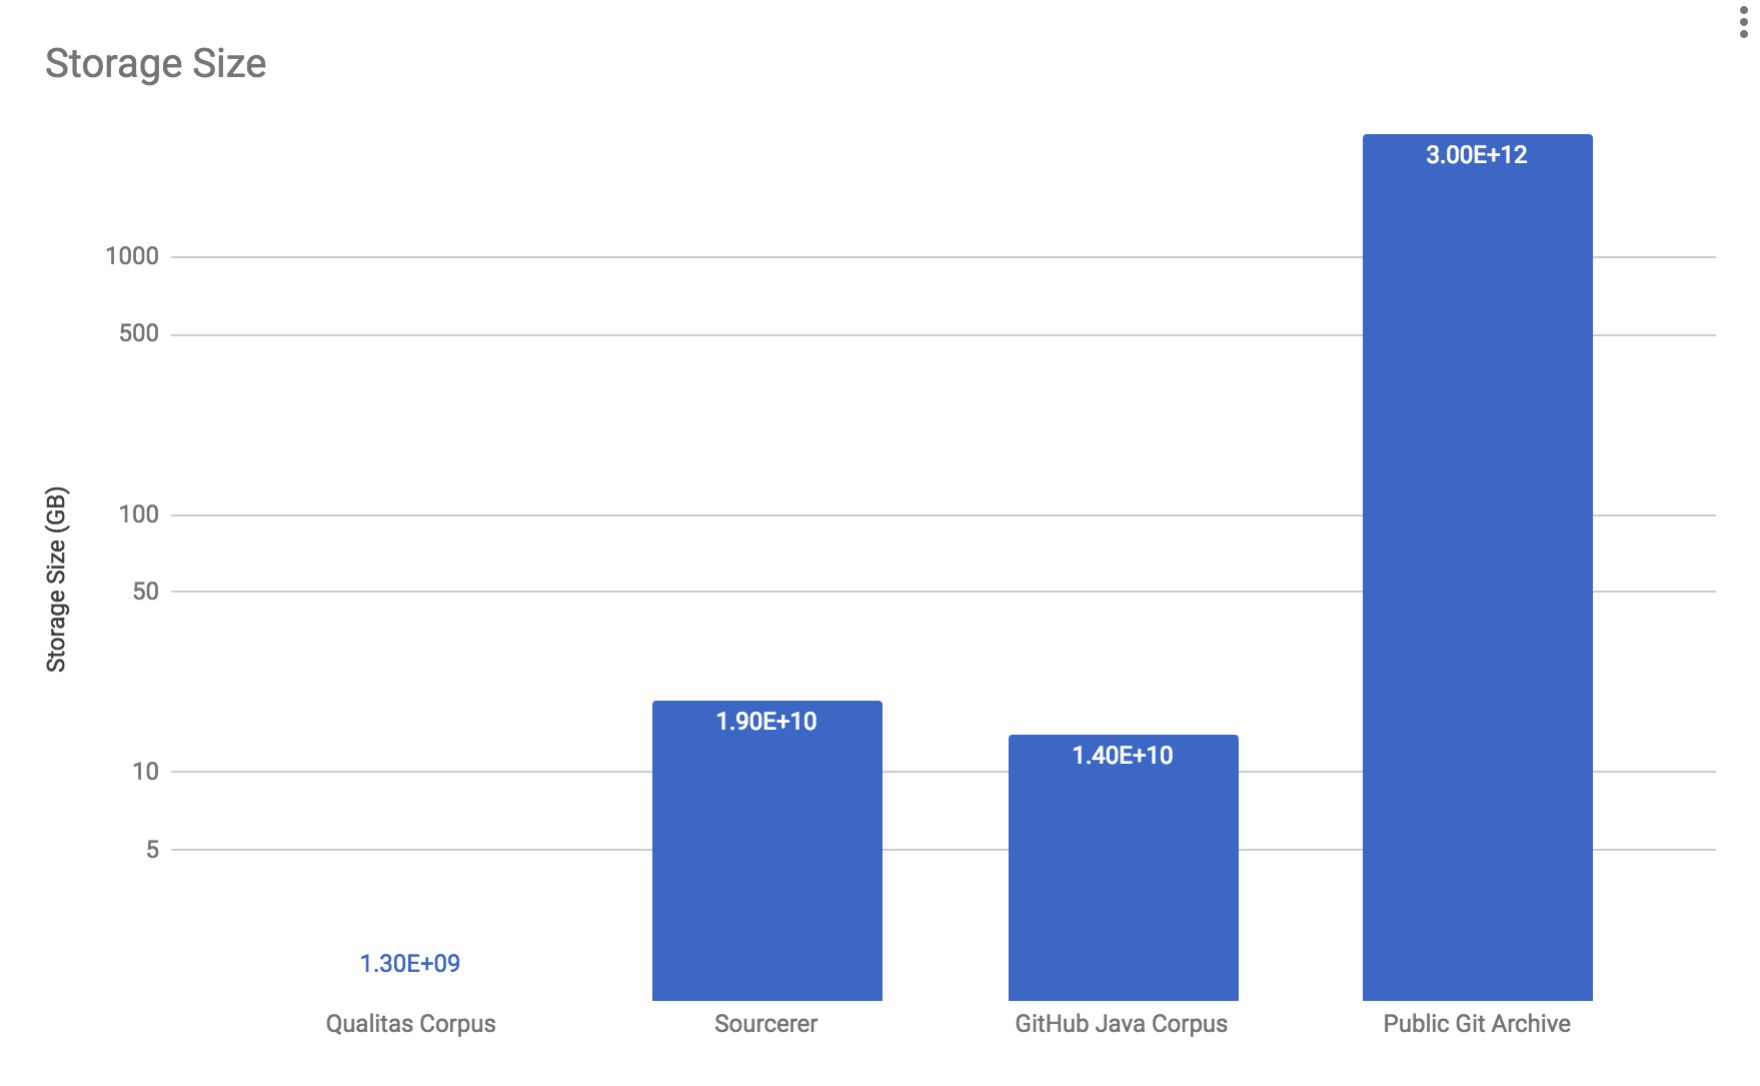 Storage Size
3.00E+12
1000
500
Storage Size (GB)
100
50
1.90E+10
1.40E+10
10
5
1.30E+09
Qualitas Corpus
Sourcerer
GitHub Java Corpus
Public Git Archive